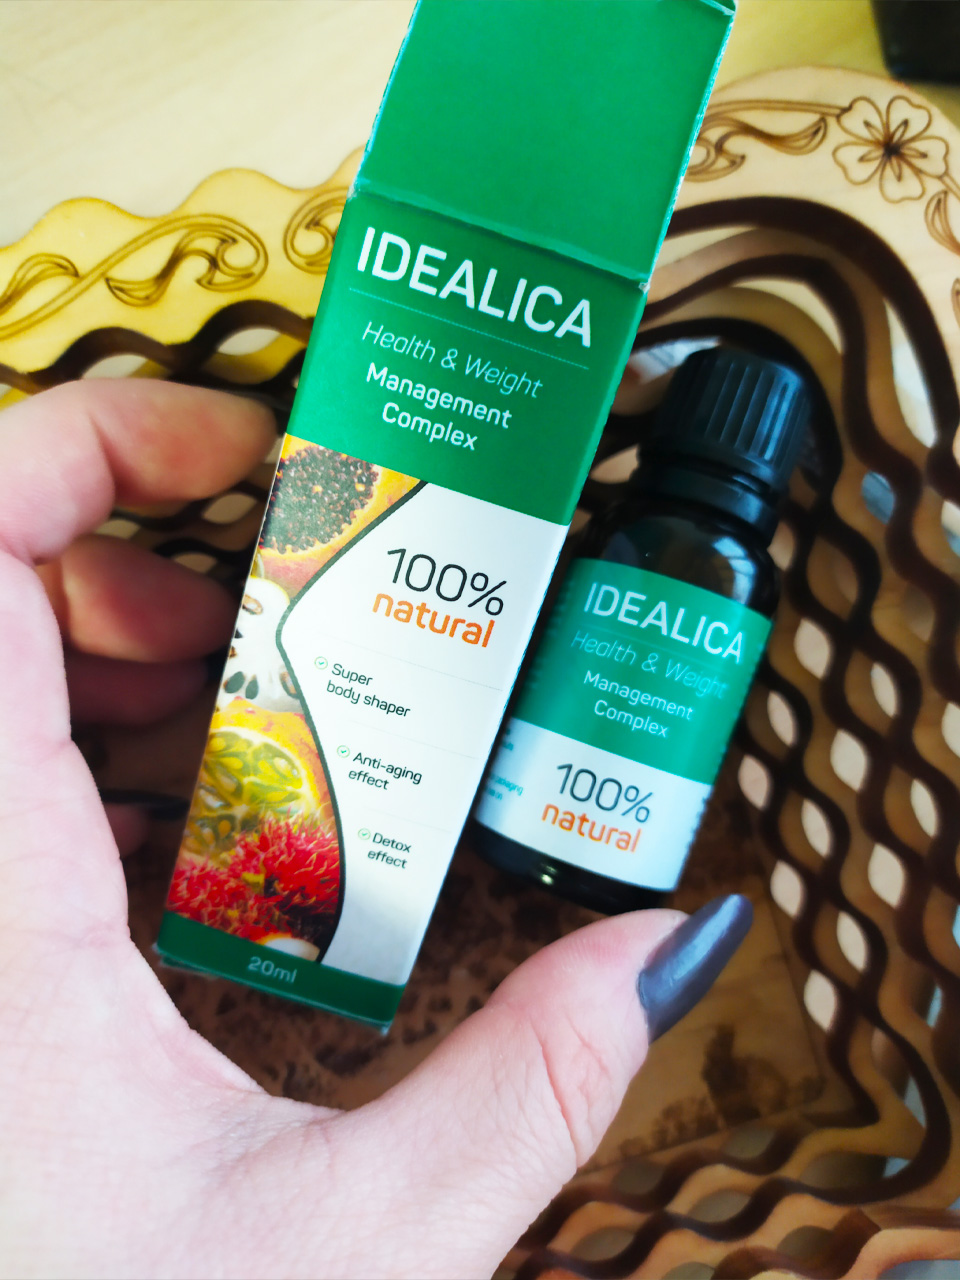 IDEALICA
Health & Weight
Management
Complex
100%
natural
Super
body shaper
Anti-aging
effect
Detox
effect
20ml
IDEALICA
Health & Weight
Management
Complex
100%
natural